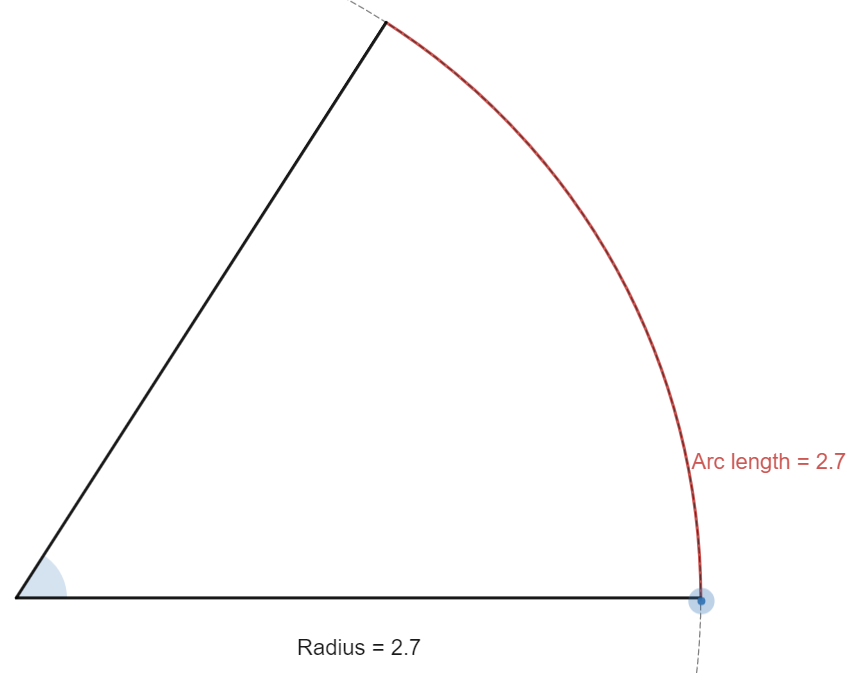 Arc length = 2.7
Radius = 2.7